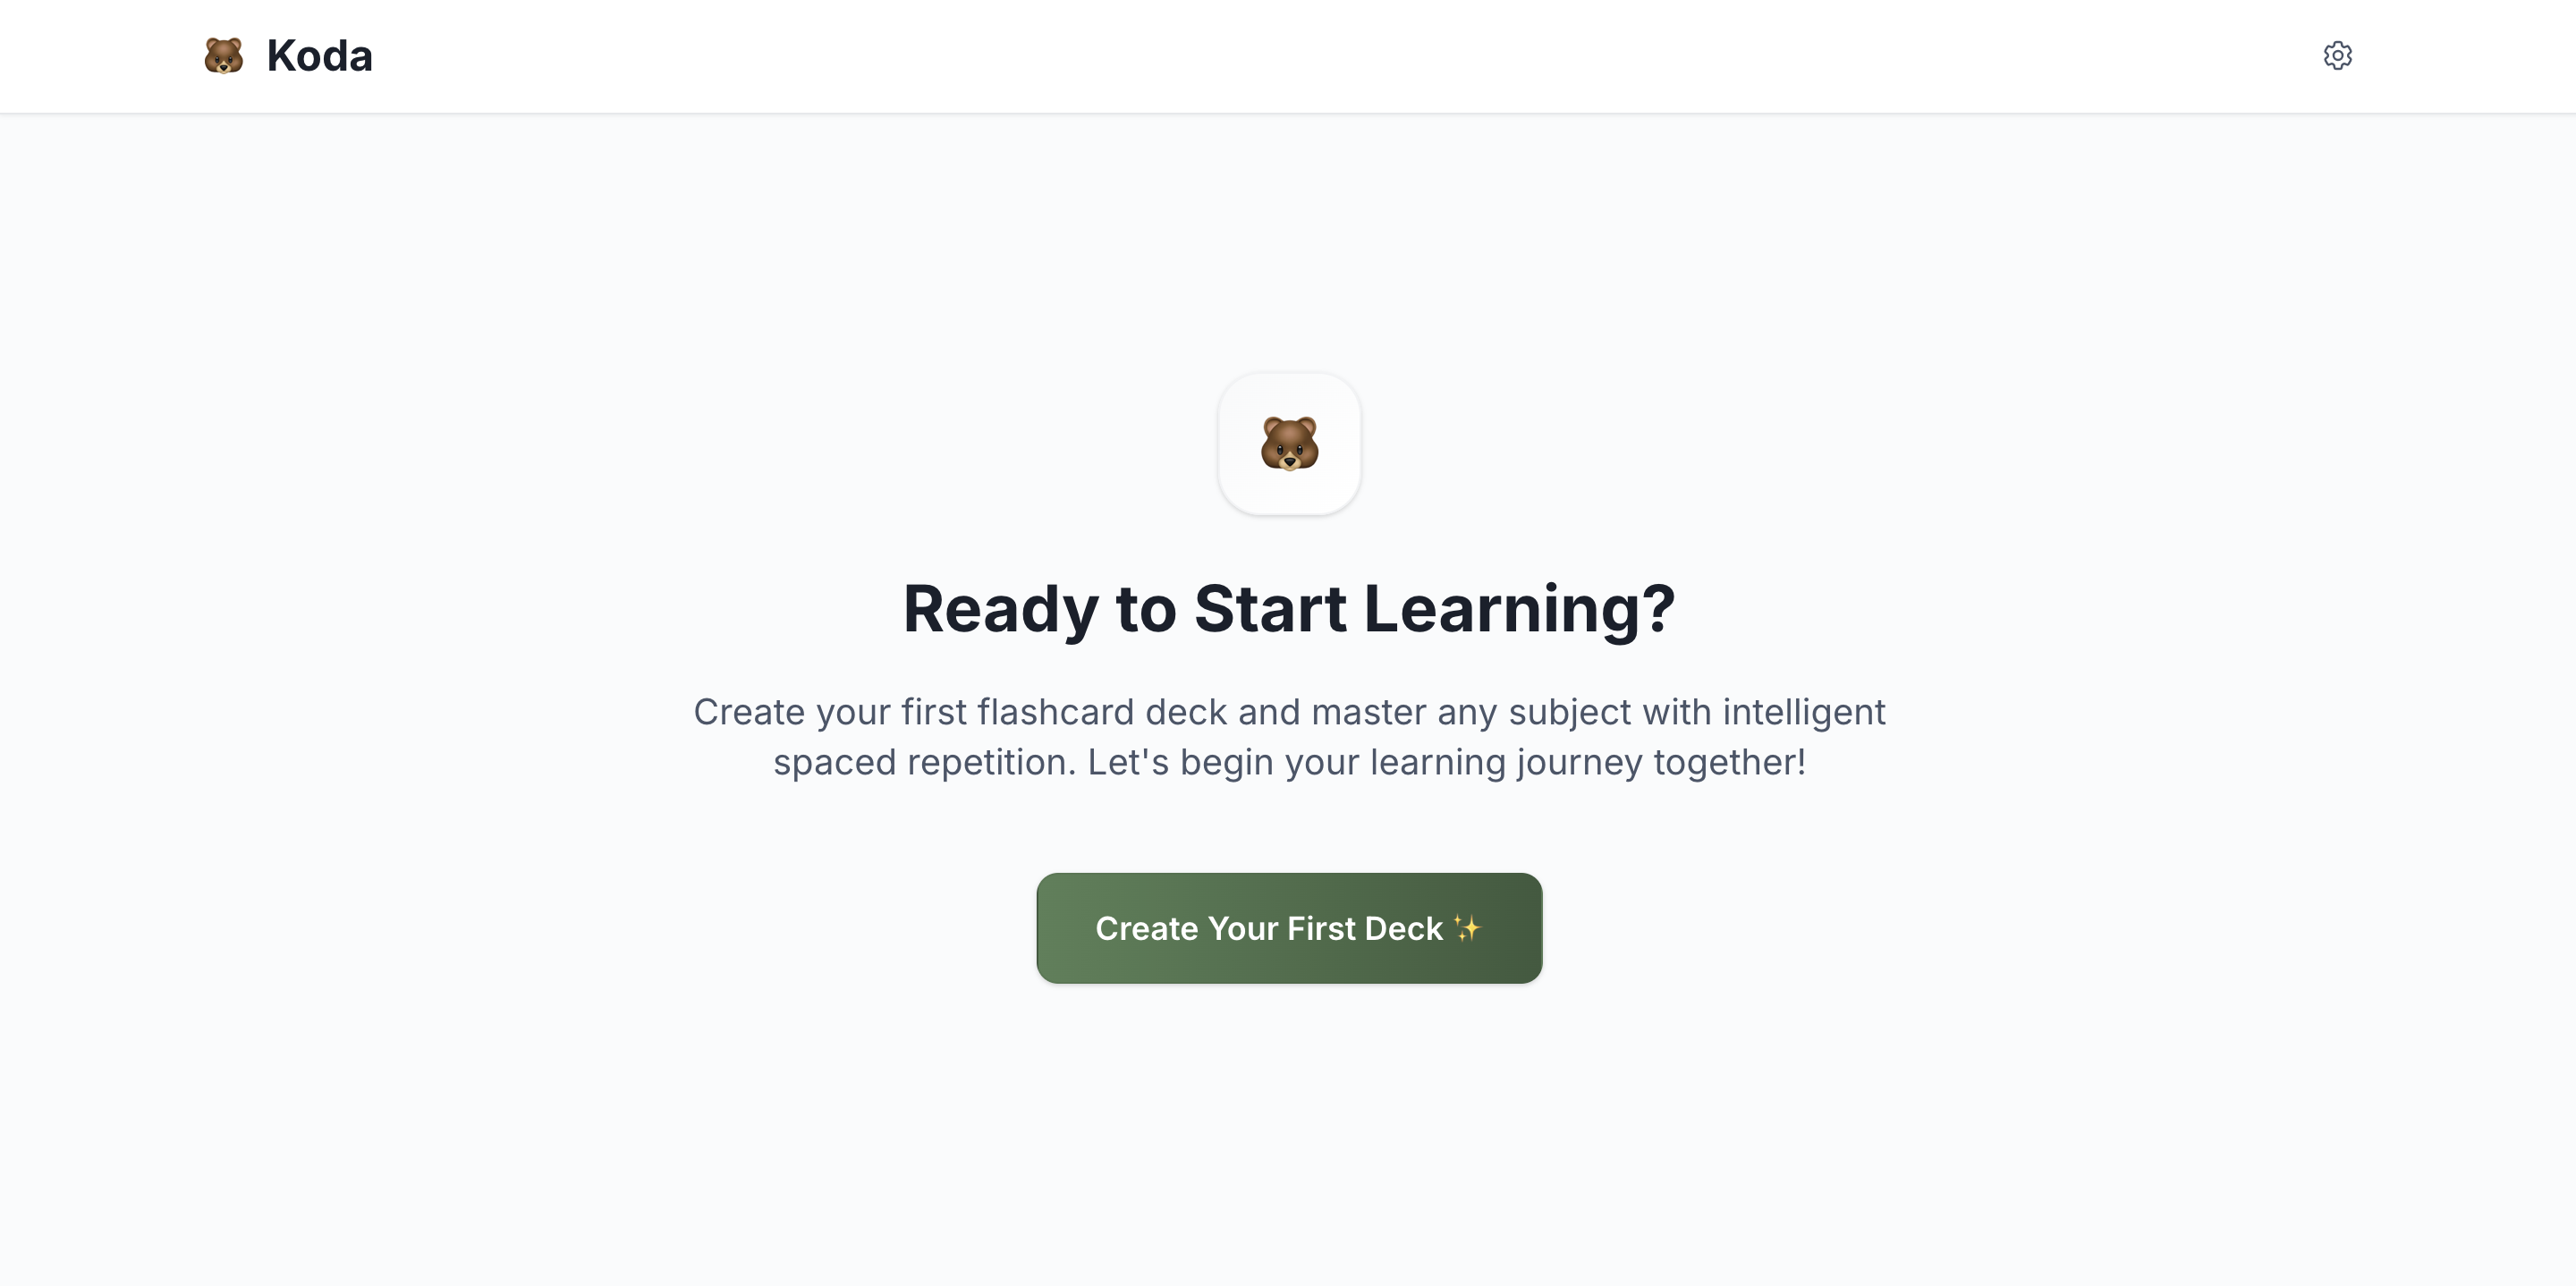 Koda
Ready to Start Learning?
Create your first flashcard deck and master any subject with intelligent
spaced repetition. Let's begin your learning journey together!
Create Your First Deck ✨